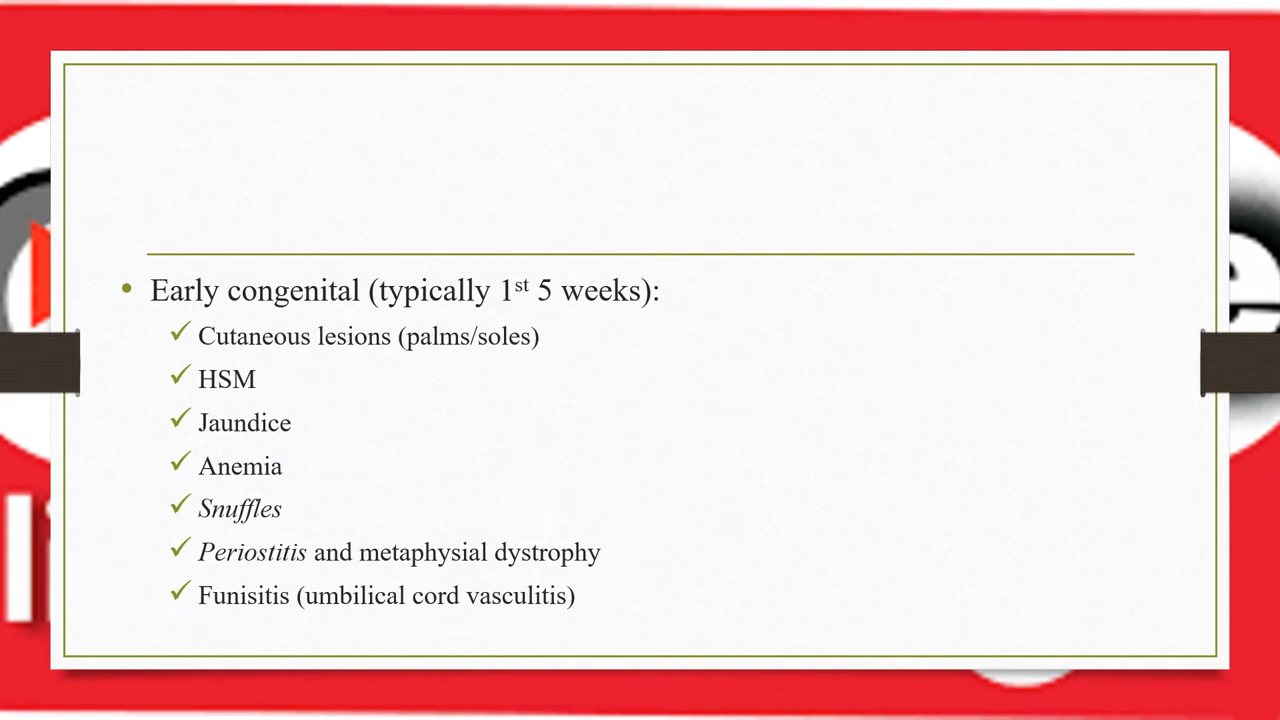 Early congenital (typically 1st 5 weeks):
Cutaneous lesions (palms/soles)
HSM
Jaundice
Anemia
Snuffles
Periostitis and metaphysial dystrophy
Funisitis (umbilical cord vasculitis)